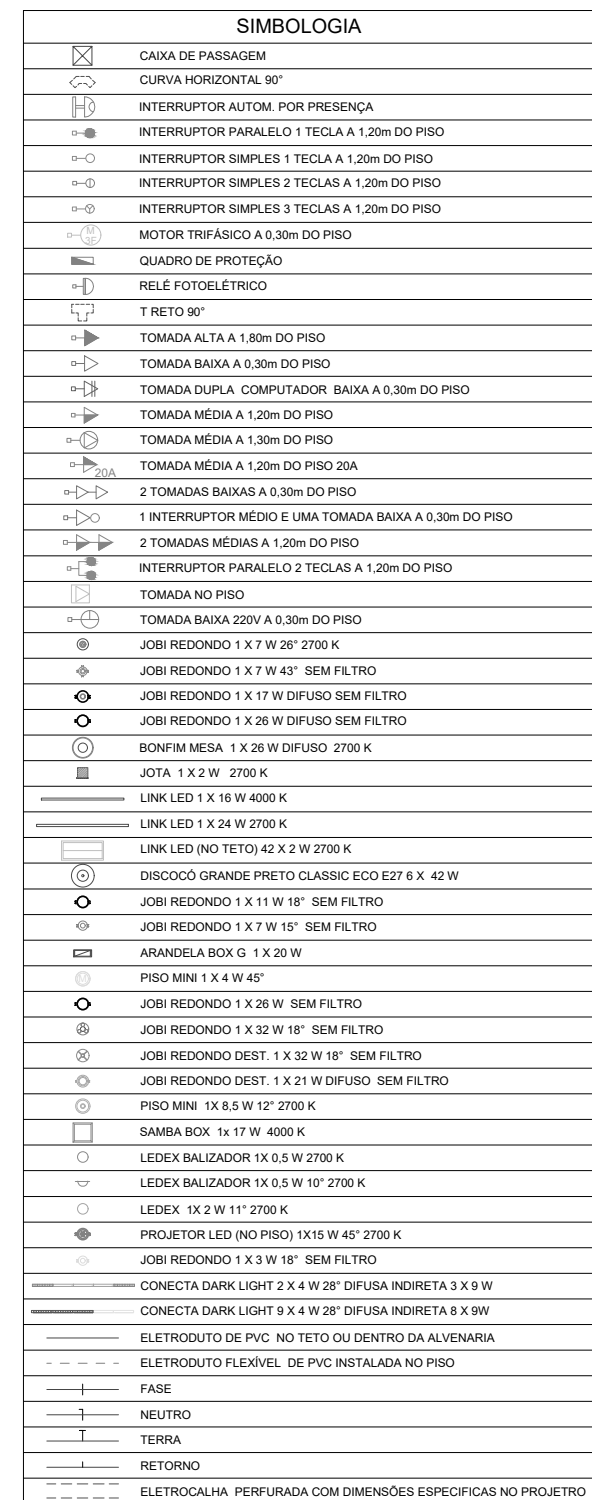 SIMBOLOGIA
CAIXA DE PASSAGEM
CURVA HORIZONTAL 90°
INTERRUPTOR AUTOM. POR PRESENÇA
INTERRUPTOR PARALELO 1 TECLA A 1,20m DO PISO
INTERRUPTOR SIMPLES 1 TECLA A 1,20m DO PISO
INTERRUPTOR SIMPLES 2 TECLAS A 1,20m DO PISO
INTERRUPTOR SIMPLES 3 TECLAS A 1,20m DO PISO
M 3F MOTOR TRIFÁSICO A 0,30m DO PISO
QUADRO DE PROTEÇÃO
RELÉ FOTOELÉTRICO
T RETO 90°
TOMADA ALTA A 1,80m DO PISO
TOMADA BAIXA A 0,30m DO PISO
TOMADA DUPLA COMPUTADOR BAIXA A 0,30m DO PISO
TOMADA MÉDIA A 1,20m DO PISO
TOMADA MÉDIA A 1,30m DO PISO
20A TOMADA MÉDIA A 1,20m DO PISO 20A
2 TOMADAS BAIXAS A 0,30m DO PISO
1 INTERRUPTOR MÉDIO E UMA TOMADA BAIXA A 0,30m DO PISO
2 TOMADAS MÉDIAS A 1,20m DO PISO
INTERRUPTOR PARALELO 2 TECLAS A 1,20m DO PISO
TOMADA NO PISO
TOMADA BAIXA 220V A 0,30m DO PISO
JOBI REDONDO 1 X 7 W 26° 2700 K
JOBI REDONDO 1 X 7 W 43° SEM FILTRO
JOBI REDONDO 1 X 17 W DIFUSO SEM FILTRO
JOBI REDONDO 1 X 26 W DIFUSO SEM FILTRO
BONFIM MESA 1 X 26 W DIFUSO 2700 K
JOTA 1 X 2 W 2700 K
LINK LED 1 X 16 W 4000 K
LINK LED 1 X 24 W 2700 K
LINK LED (NO TETO) 42 X 2 W 2700 K
DISCOCÓ GRANDE PRETO CLASSIC ECO E27 6 X 42 W
JOBI REDONDO 1 X 11 W 18° SEM FILTRO
JOBI REDONDO 1 X 7 W 15° SEM FILTRO
ARANDELA BOX G 1 X 20 W
M PISO MINI 1 X 4 W 45°
JOBI REDONDO 1 X 26 W SEM FILTRO
JOBI REDONDO 1 X 32 W 18° SEM FILTRO
JOBI REDONDO DEST. 1 X 32 W 18° SEM FILTRO
JOBI REDONDO DEST. 1 X 21 W DIFUSO SEM FILTRO
PISO MINI 1X 8,5 W 12° 2700 K
SAMBA BOX 1x 17 W 4000 K
LEDEX BALIZADOR 1X 0,5 W 2700 K
LEDEX BALIZADOR 1X 0,5 W 10° 2700 K
LEDEX 1X 2 W 11° 2700 K
PROJETOR LED (NO PISO) 1X15 W 45° 2700 K
JOBI REDONDO 1 X 3 W 18° SEM FILTRO
CONECTA DARK LIGHT 2 X 4 W 28° DIFUSA INDIRETA 3 X 9 W
CONECTA DARK LIGHT 9 X 4 W 28° DIFUSA INDIRETA 8 X 9W
ELETRODUTO DE PVC NO TETO OU DENTRO DA ALVENARIA
ELETRODUTO FLEXÍVEL DE PVC INSTALADA NO PISO
FASE
NEUTRO
TERRA
RETORNO
ELETROCALHA PERFURADA COM DIMENSÕES ESPECIFICAS NO PROJETRO